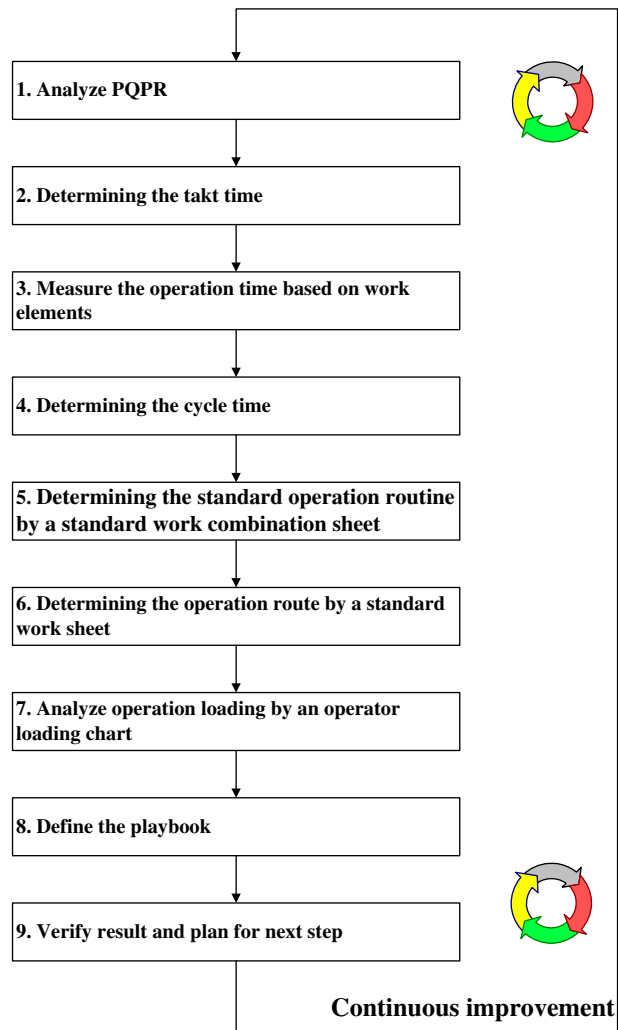 1. Analyze PQPR
2. Determining the takt time
3. Measure the operation time based on work
elements
4. Determining the cycle time
5. Determining the standard operation routine
by a standard work combination sheet
6. Determining the operation route by a standard
work sheet
7. Analyze operation loading by an operator
loading chart
8. Define the playbook
9. Verify result and plan for next step
Continuous improvement